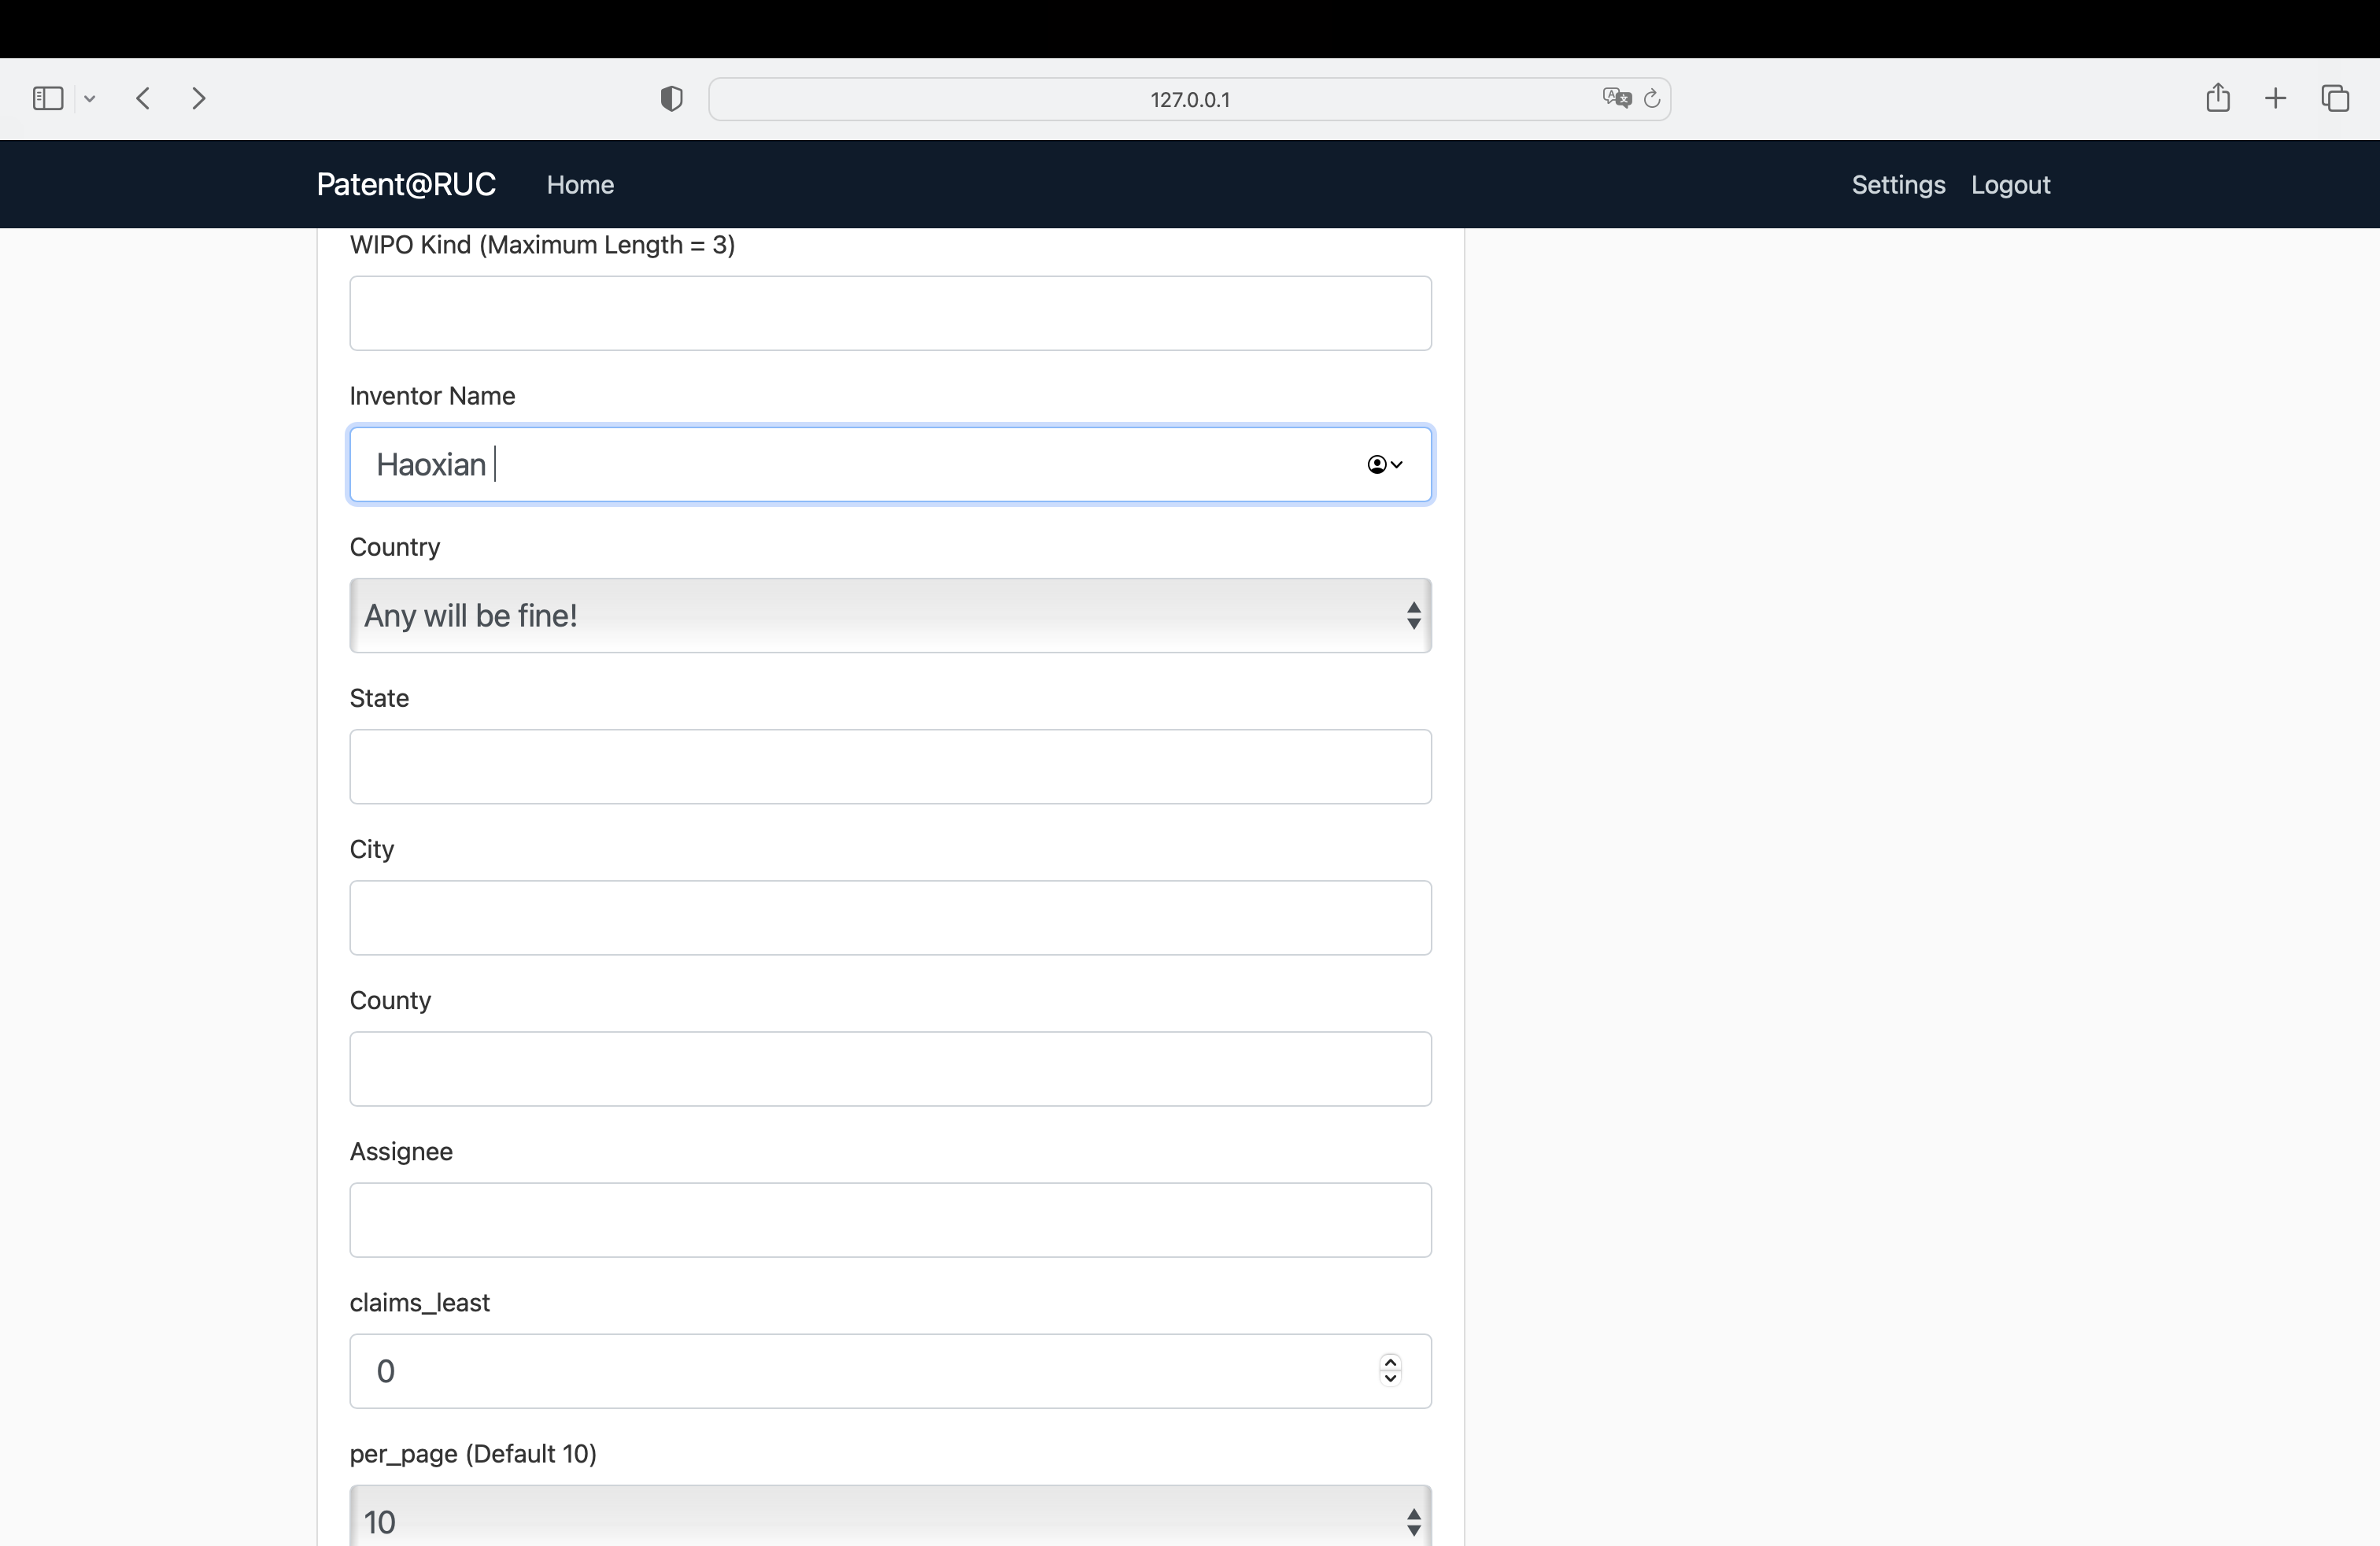 127.0.0.1
Patent@RUC Home Settings Logout
WIPO Kind (Maximum Length = 3)
Inventor Name
Haoxian
Country
Any will be fine!
State
City
County
Assignee
claims_least
0
per_page (Default 10)
10